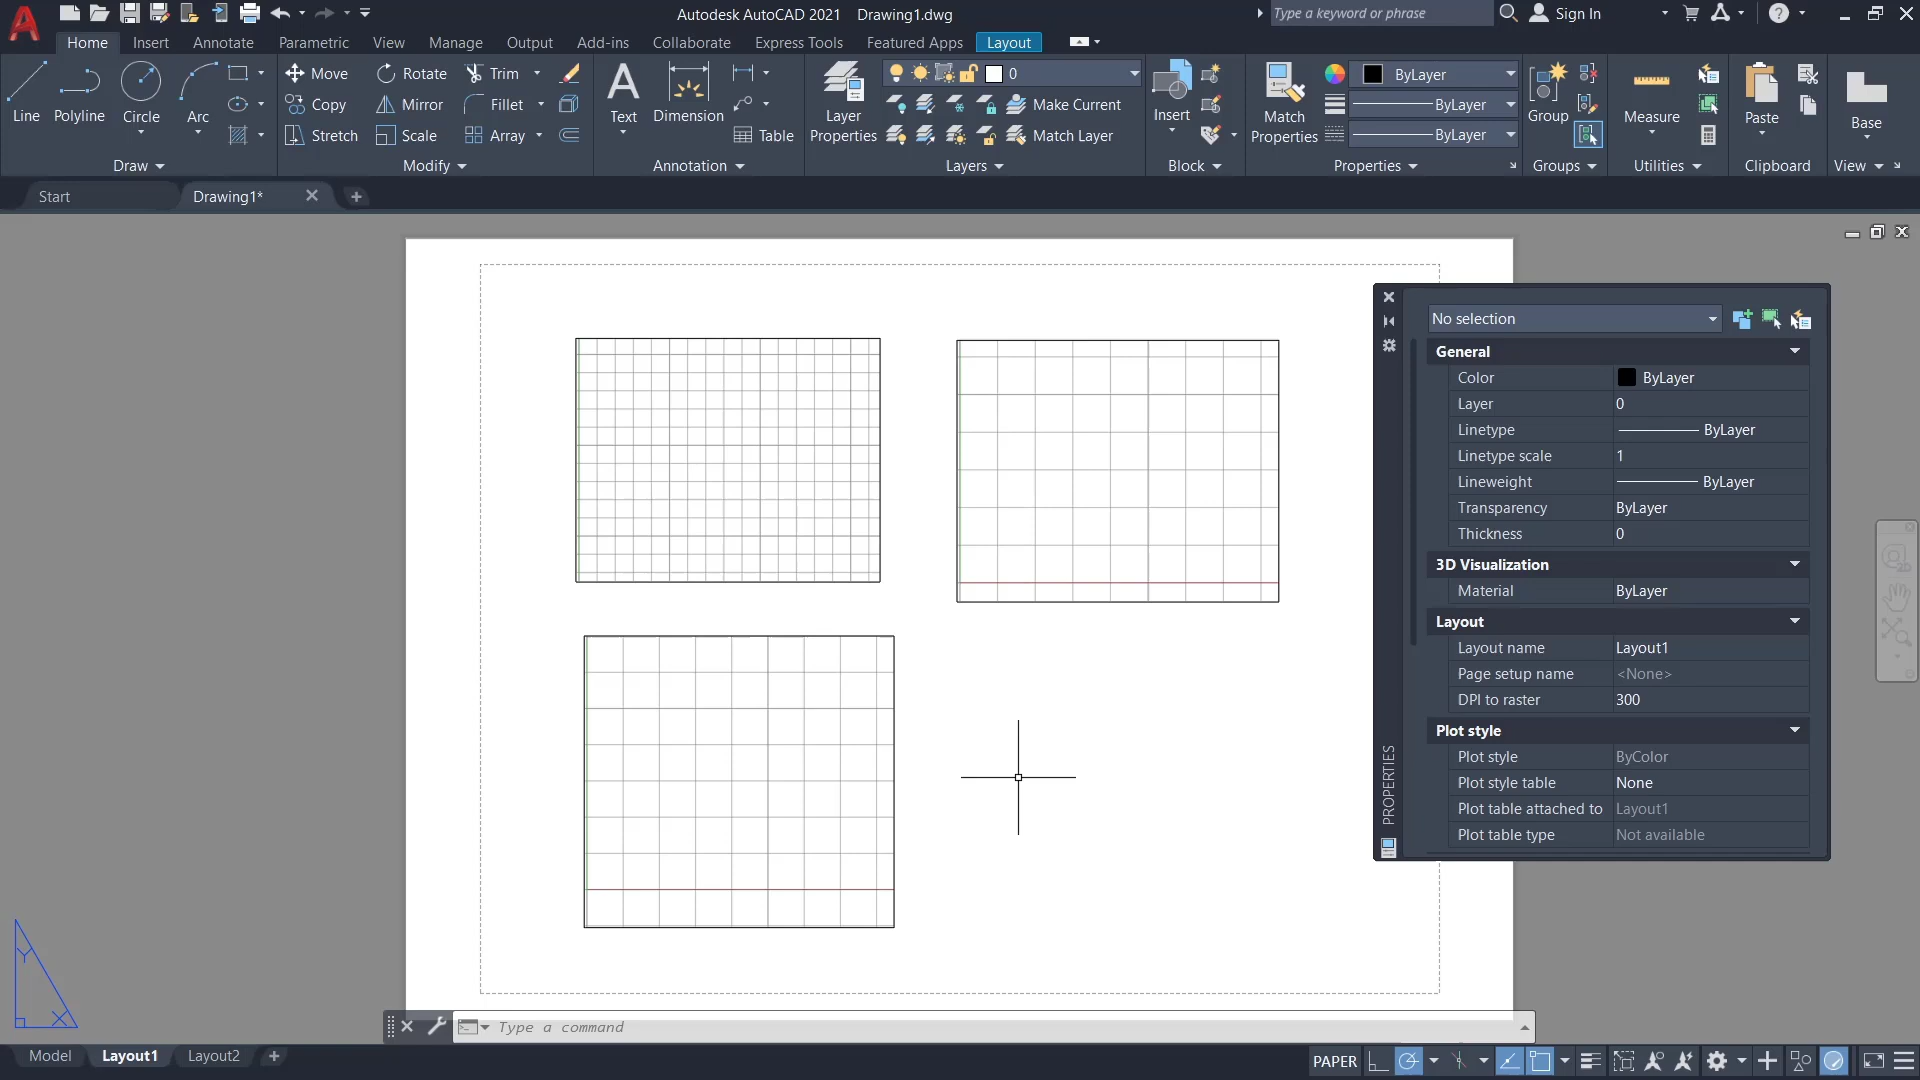 Autodesk AutoCAD 2021 Drawing1.dwg
Type a keyword or phrase
Sign In
Home Insert Annotate Parametric View Manage Output Add-ins Collaborate Express Tools Featured Apps Layout
Line Polyline Circle Arc
Draw
Move Rotate Trim
Copy Mirror Fillet
Stretch Scale Array
Modify
Text Dimension Table
Annotation
Layer Properties
0
Make Current
Match Layer
Layers
Insert
Block
Match Properties
ByLayer
ByLayer
ByLayer
Properties
Group
Groups
Measure
Utilities
Paste
Clipboard
Base
View
Start Drawing1*
No selection
General
Color ByLayer
Layer 0
Linetype ByLayer
Linetype scale 1
Lineweight ByLayer
Transparency ByLayer
Thickness 0
3D Visualization
Material ByLayer
Layout
Layout name Layout1
Page setup name <None>
DPI to raster 300
Plot style
Plot style ByColor
Plot style table None
Plot table attached to Layout1
Plot table type Not available
PROPERTIES
2D
Y
X
Type a command
Model Layout1 Layout2
PAPER